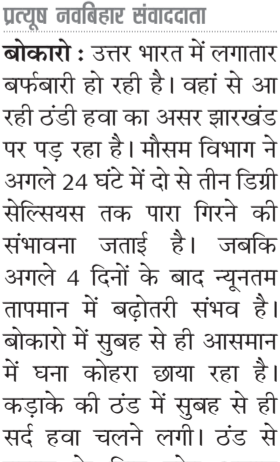 प्रत्यूष नवबिहार संवाददाता
बोकारो : उत्तर भारत में लगातार
बर्फबारी हो रही है। वहां से आ
रही ठंडी हवा का असर झारखंड
पर पड़ रहा है। मौसम विभाग ने
अगले 24 घंटे में दो से तीन डिग्री
सेल्सियस तक पारा गिरने की
संभावना जताई है। जबकि
अगले 4 दिनों के बाद न्यूनतम
तापमान में बढ़ोतरी संभव है।
बोकारो में सुबह से ही आसमान
में घना कोहरा छाया रहा है।
कड़ाके की ठंड में सुबह से ही
सर्द हवा चलने लगी। ठंड से